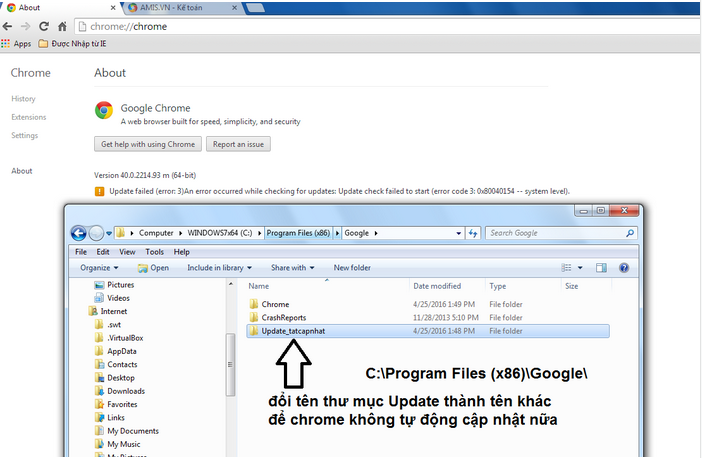 About
AMIS.VN - Kế toán
chrome://chrome
Apps Được Nhập từ IE
Chrome
About
History
Extensions
Settings
About
Google Chrome
A web browser built for speed, simplicity, and security
Get help with using Chrome
Report an issue
Version 40.0.2214.93 m (64-bit)
Update failed (error: 3)An error occurred while checking for updates: Update check failed to start (error code 3: 0x80040154 -- system level).
Computer WINDOWS7x64 (C:) Program Files (x86) Google
Search Google
File Edit View Tools Help
Organize Open Include in library Share with New folder
Pictures
Videos
Internet
.swt
.VirtualBox
AppData
Contacts
Desktop
Downloads
Favorites
Links
My Documents
My Music
My Pictures
Name Date modified Type Size
Chrome 4/25/2016 1:49 PM File folder
CrashReports 11/28/2013 5:10 PM File folder
Update_tatcapnhat 4/25/2016 1:48 PM File folder
C:\Program Files (x86)\Google\
đổi tên thư mục Update thành tên khác
để chrome không tự động cập nhật nữa